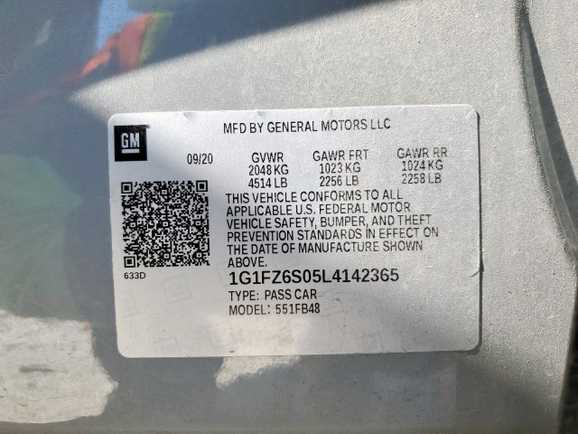 MFD BY GENERAL MOTORS LLC
GM
09/20 GVWR GAWR FRT GAWR RR
2048 KG 1023 KG 1024 KG
4514 LB 2256 LB 2258 LB
THIS VEHICLE CONFORMS TO ALL
APPLICABLE U.S. FEDERAL MOTOR
VEHICLE SAFETY, BUMPER, AND THEFT
PREVENTION STANDARDS IN EFFECT ON
THE DATE OF MANUFACTURE SHOWN
ABOVE.
633D
1G1FZ6S05L4142365
TYPE: PASS CAR
MODEL: 551FB48